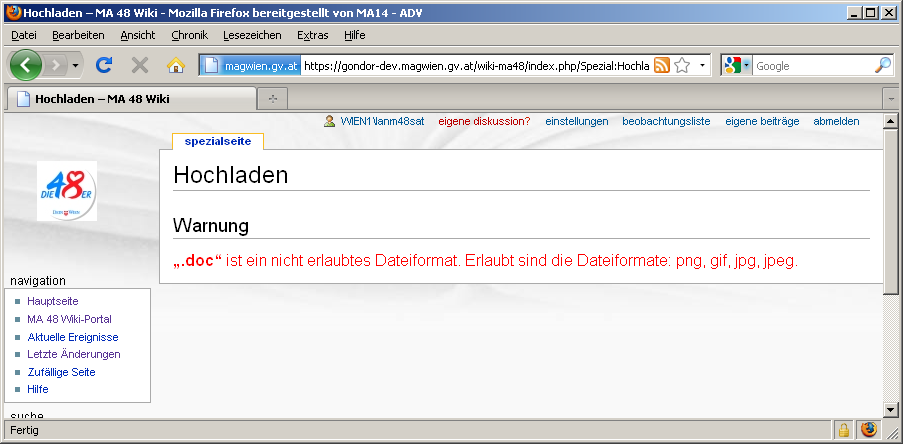 Hochladen – MA 48 Wiki - Mozilla Firefox bereitgestellt von MA14 - ADV
Datei Bearbeiten Ansicht Chronik Lesezeichen Extras Hilfe
magwien.gv.at https://gondor-dev.magwien.gv.at/wiki-ma48/index.php/Spezial:Hochla Google
Hochladen – MA 48 Wiki
WIEN1\lanm48sat eigene diskussion? einstellungen beobachtungsliste eigene beiträge abmelden
spezialseite
Hochladen
DIE 48ER
Warnung
„.doc“ ist ein nicht erlaubtes Dateiformat. Erlaubt sind die Dateiformate: png, gif, jpg, jpeg.
navigation
Hauptseite
MA 48 Wiki-Portal
Aktuelle Ereignisse
Letzte Änderungen
Zufällige Seite
Hilfe
suche
Fertig